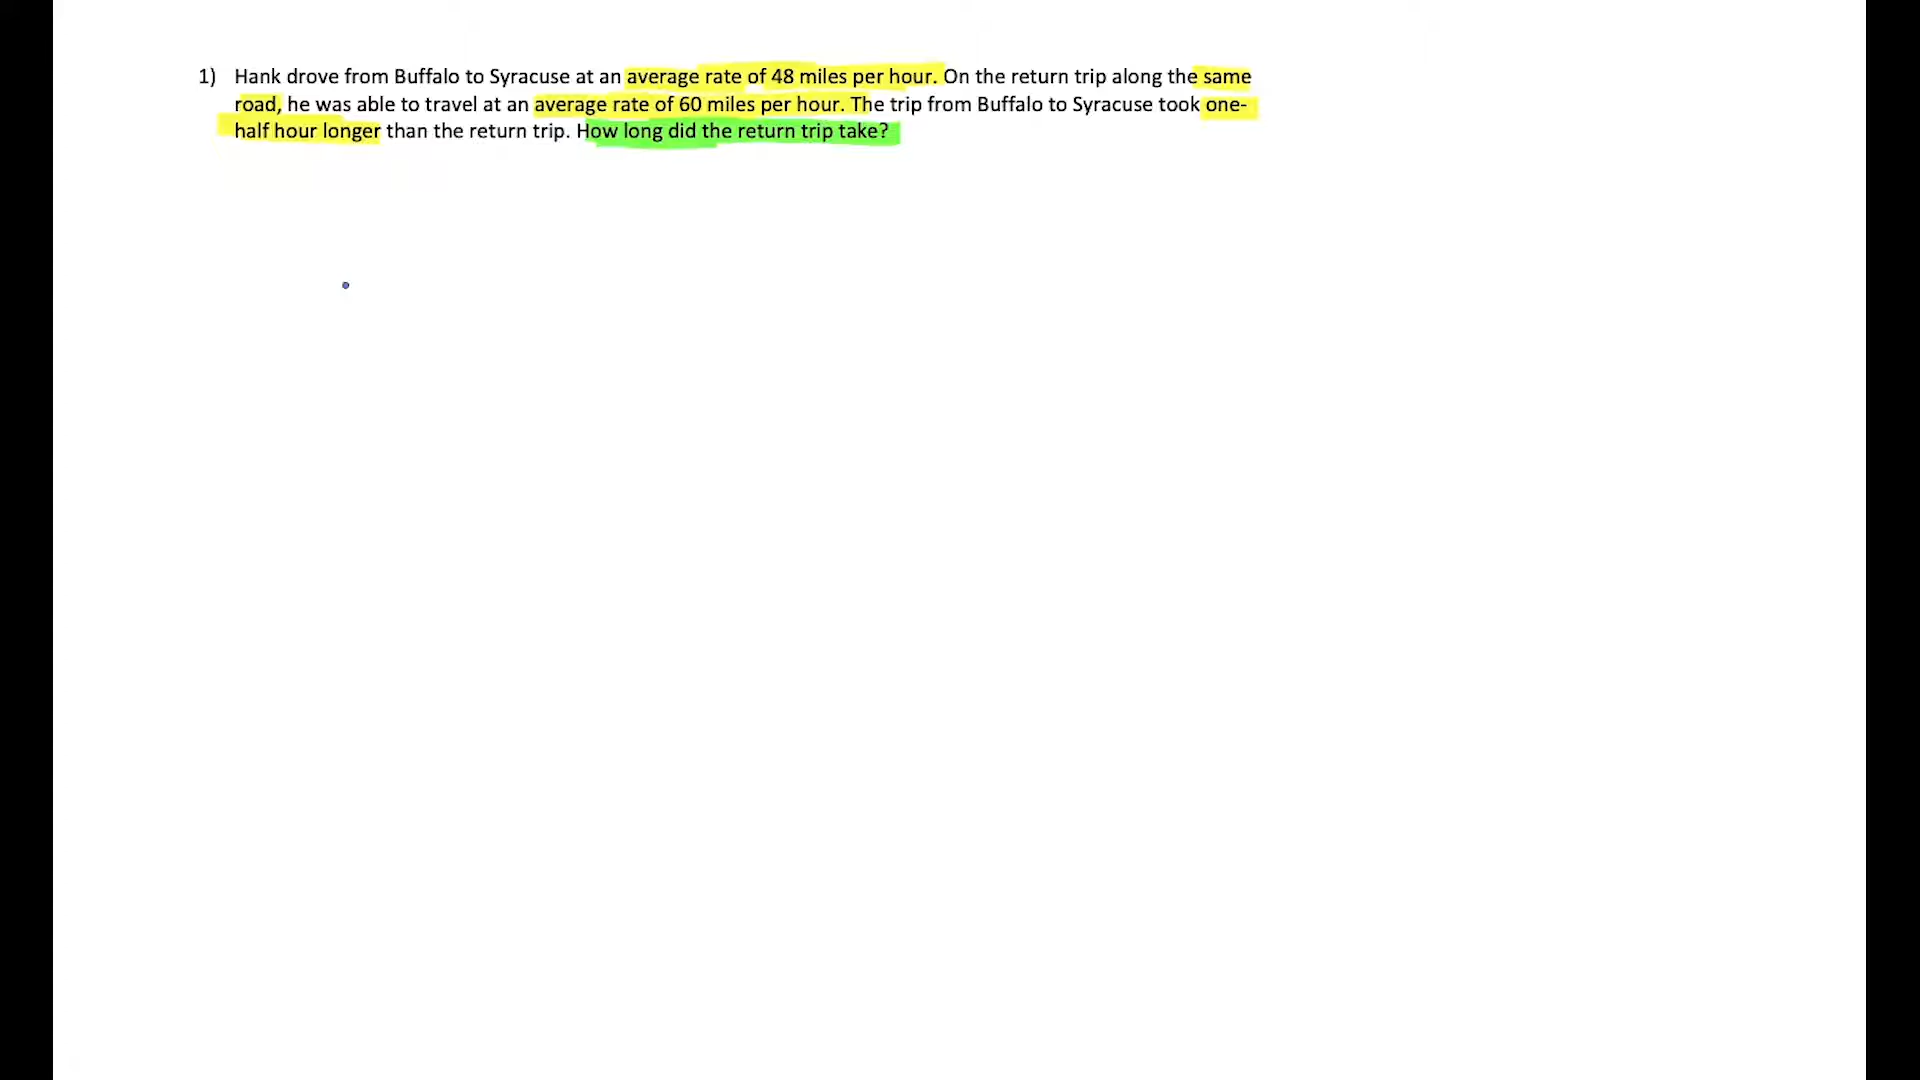 1) Hank drove from Buffalo to Syracuse at an average rate of 48 miles per hour. On the return trip along the same
road, he was able to travel at an average rate of 60 miles per hour. The trip from Buffalo to Syracuse took one-
half hour longer than the return trip. How long did the return trip take?